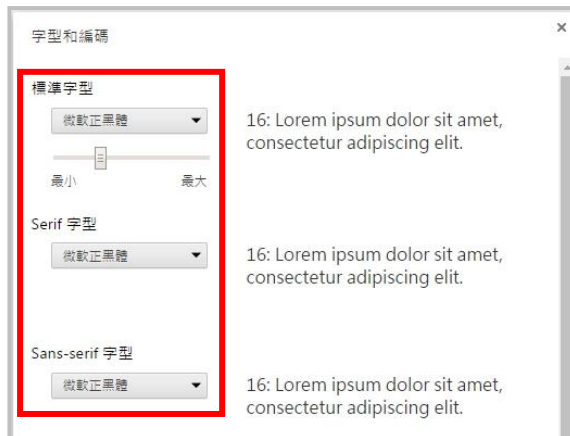 字型和編碼
×
標準字型
微軟正黑體
16: Lorem ipsum dolor sit amet,
consectetur adipiscing elit.
最小 最大
Serif 字型
微軟正黑體
16: Lorem ipsum dolor sit amet,
consectetur adipiscing elit.
Sans-serif 字型
微軟正黑體
16: Lorem ipsum dolor sit amet,
consectetur adipiscing elit.